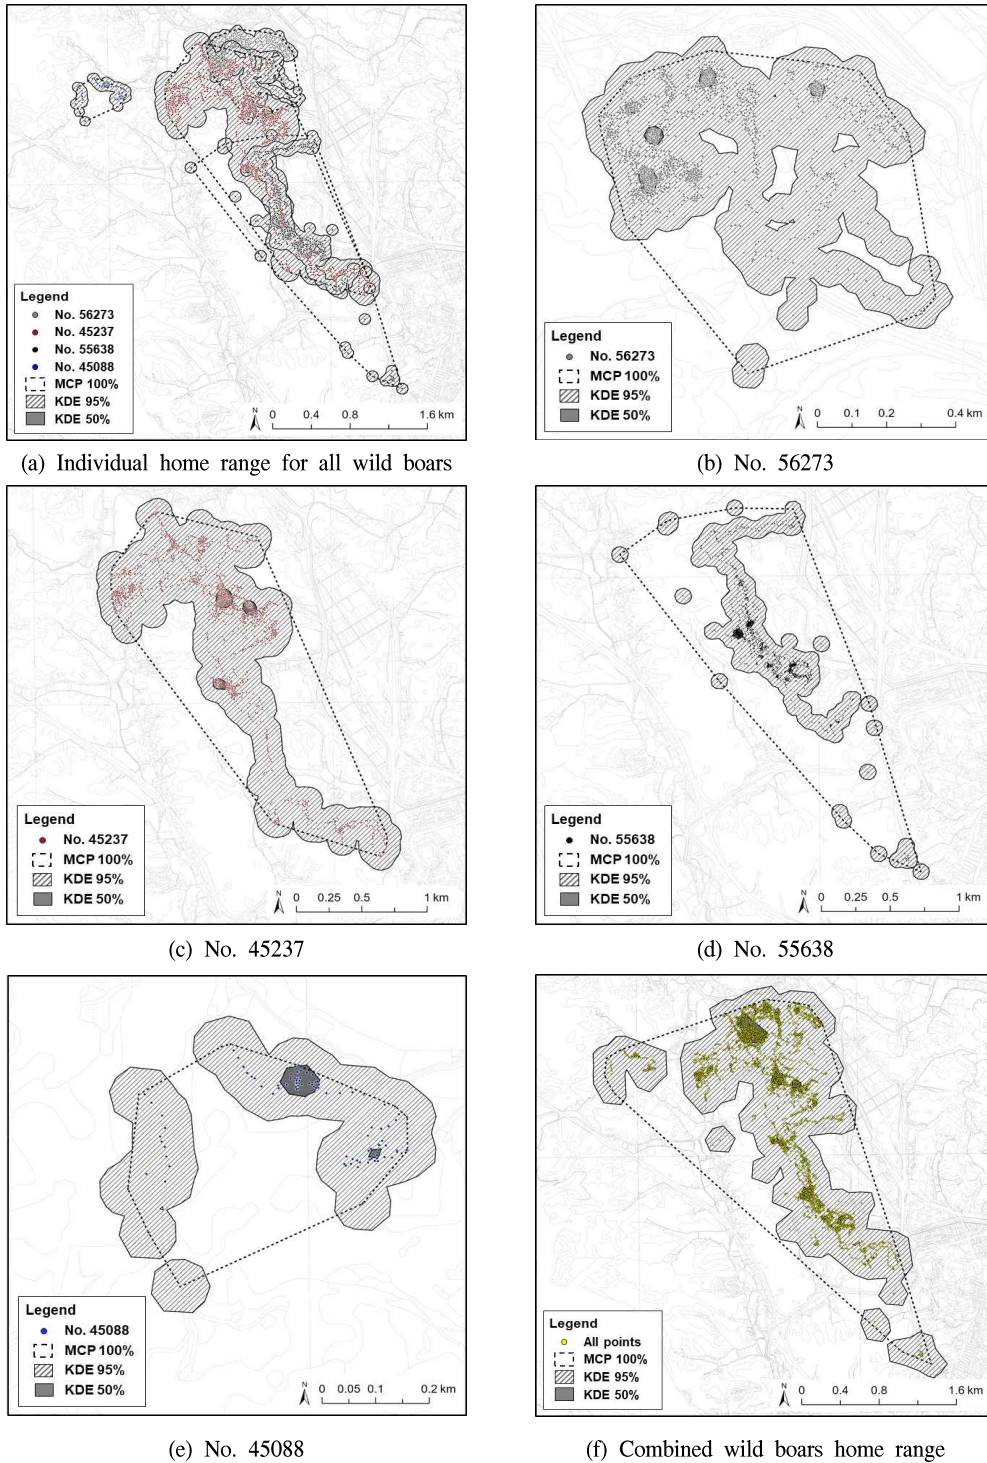 Legend
No. 56273
No. 45237
No. 55638
No. 45088
MCP 100%
KDE 95%
KDE 50%
N
0 0.4 0.8 1.6 km
(a) Individual home range for all wild boars
Legend
No. 56273
MCP 100%
KDE 95%
KDE 50%
N
0 0.1 0.2 0.4 km
(b) No. 56273
Legend
No. 45237
MCP 100%
KDE 95%
KDE 50%
N
0 0.25 0.5 1 km
(c) No. 45237
Legend
No. 55638
MCP 100%
KDE 95%
KDE 50%
N
0 0.25 0.5 1 km
(d) No. 55638
Legend
No. 45088
MCP 100%
KDE 95%
KDE 50%
N
0 0.05 0.1 0.2 km
(e) No. 45088
Legend
All points
MCP 100%
KDE 95%
KDE 50%
N
0 0.4 0.8 1.6 km
(f) Combined wild boars home range